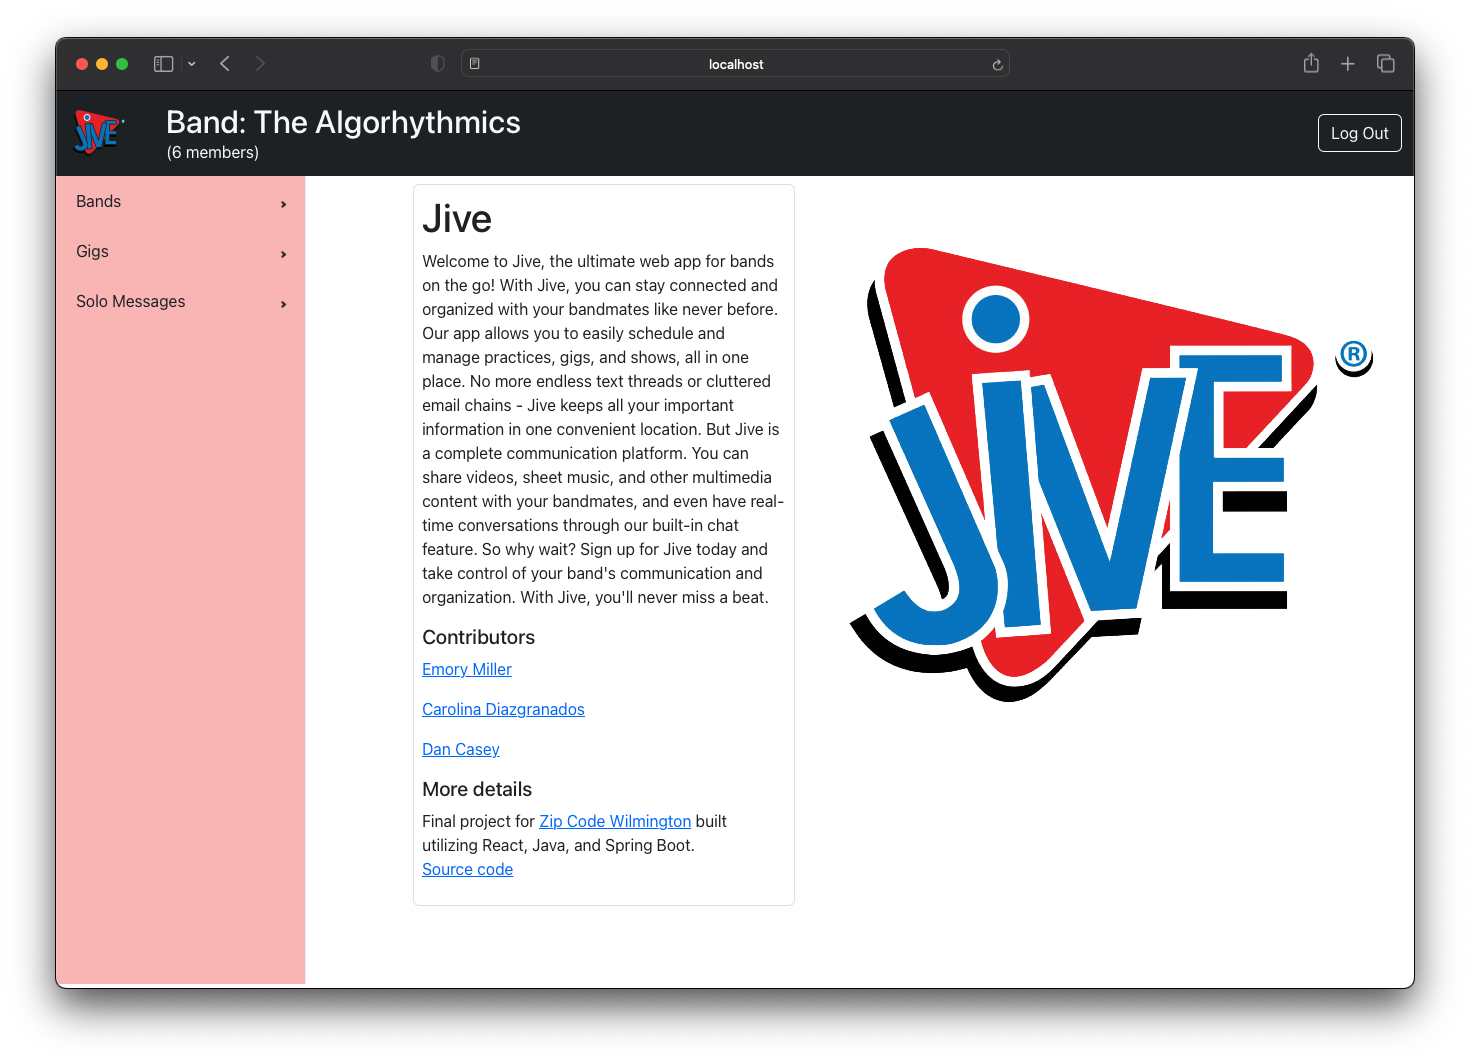 localhost
JIVE
Band: The Algorhythmics
(6 members)
Log Out
Bands
Gigs
Solo Messages
Jive
Welcome to Jive, the ultimate web app for bands
on the go! With Jive, you can stay connected and
organized with your bandmates like never before.
Our app allows you to easily schedule and
manage practices, gigs, and shows, all in one
place. No more endless text threads or cluttered
email chains - Jive keeps all your important
information in one convenient location. But Jive is
a complete communication platform. You can
share videos, sheet music, and other multimedia
content with your bandmates, and even have real-
time conversations through our built-in chat
feature. So why wait? Sign up for Jive today and
take control of your band's communication and
organization. With Jive, you'll never miss a beat.
Contributors
Emory Miller
Carolina Diazgranados
Dan Casey
More details
Final project for Zip Code Wilmington built
utilizing React, Java, and Spring Boot.
Source code
JiVE ®